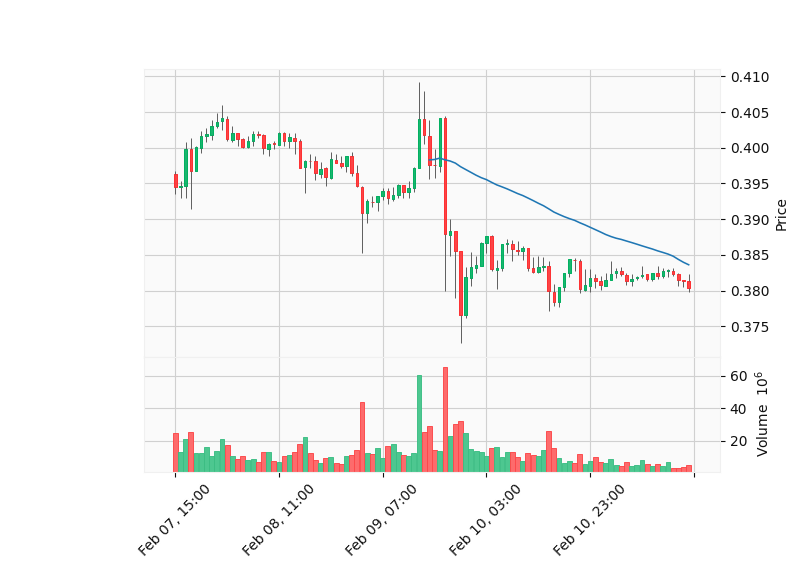 0.410
0.405
0.400
0.395
0.390
0.385
0.380
0.375
Price
60
40
20
Volume 10⁶
Feb 07, 15:00
Feb 08, 11:00
Feb 09, 07:00
Feb 10, 03:00
Feb 10, 23:00